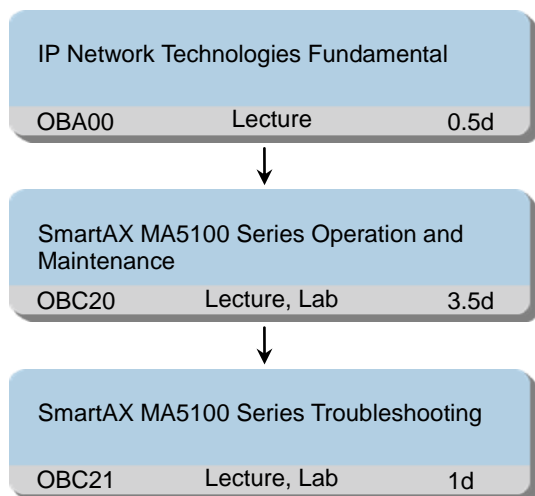 IP Network Technologies Fundamental
OBA00 Lecture 0.5d
SmartAX MA5100 Series Operation and
Maintenance
OBC20 Lecture, Lab 3.5d
SmartAX MA5100 Series Troubleshooting
OBC21 Lecture, Lab 1d